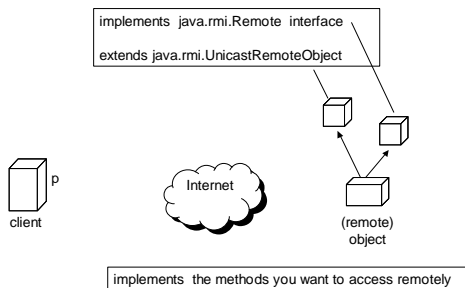 implements java.rmi.Remote interface
extends java.rmi.UnicastRemoteObject
p
client
Internet
(remote)
object
implements the methods you want to access remotely